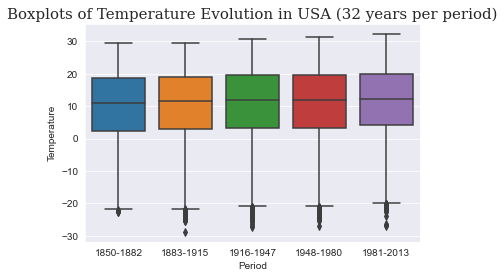 Boxplots of Temperature Evolution in USA (32 years per period)
30
20
10
0
−10
−20
−30
Temperature
1850-1882 1883-1915 1916-1947 1948-1980 1981-2013
Period